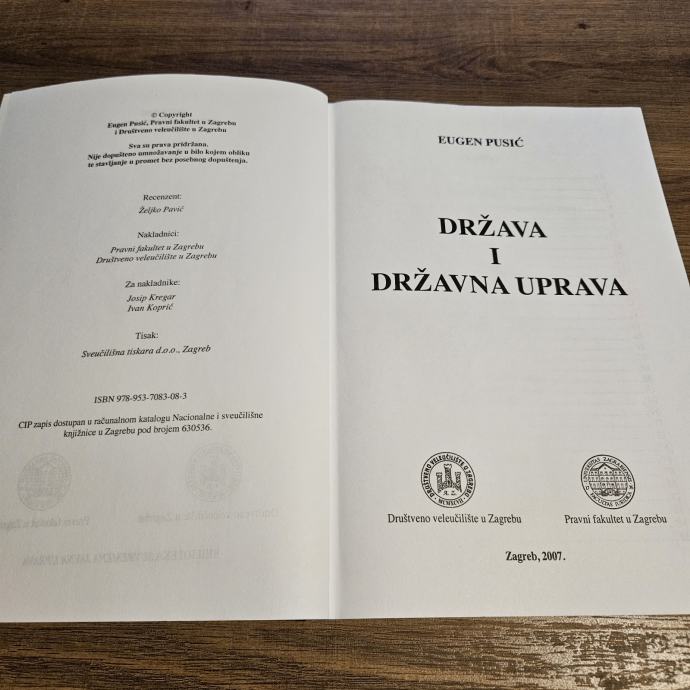 © Copyright
Eugen Pusić, Pravni fakultet u Zagrebu
i Društveno veleučilište u Zagrebu
Sva su prava pridržana.
Nije dopušteno umnožavanje u bilo kojem obliku
te stavljanje u promet bez posebnog dopuštenja.
Recenzent:
Željko Pavić
Nakladnici:
Pravni fakultet u Zagrebu
Društveno veleučilište u Zagrebu
Za nakladnike:
Josip Kregar
Ivan Koprić
Tisak:
Sveučilišna tiskara d.o.o., Zagreb
ISBN 978-953-7083-08-3
CIP zapis dostupan u računalnom katalogu Nacionalne i sveučilišne
knjižnice u Zagrebu pod brojem 630536.
EUGEN PUSIĆ
DRŽAVA
I
DRŽAVNA UPRAVA
DRUŠTVENO VELEUČILIŠTE U ZAGREBU
Društveno veleučilište u Zagrebu
Pravni fakultet u Zagrebu
Zagreb, 2007.